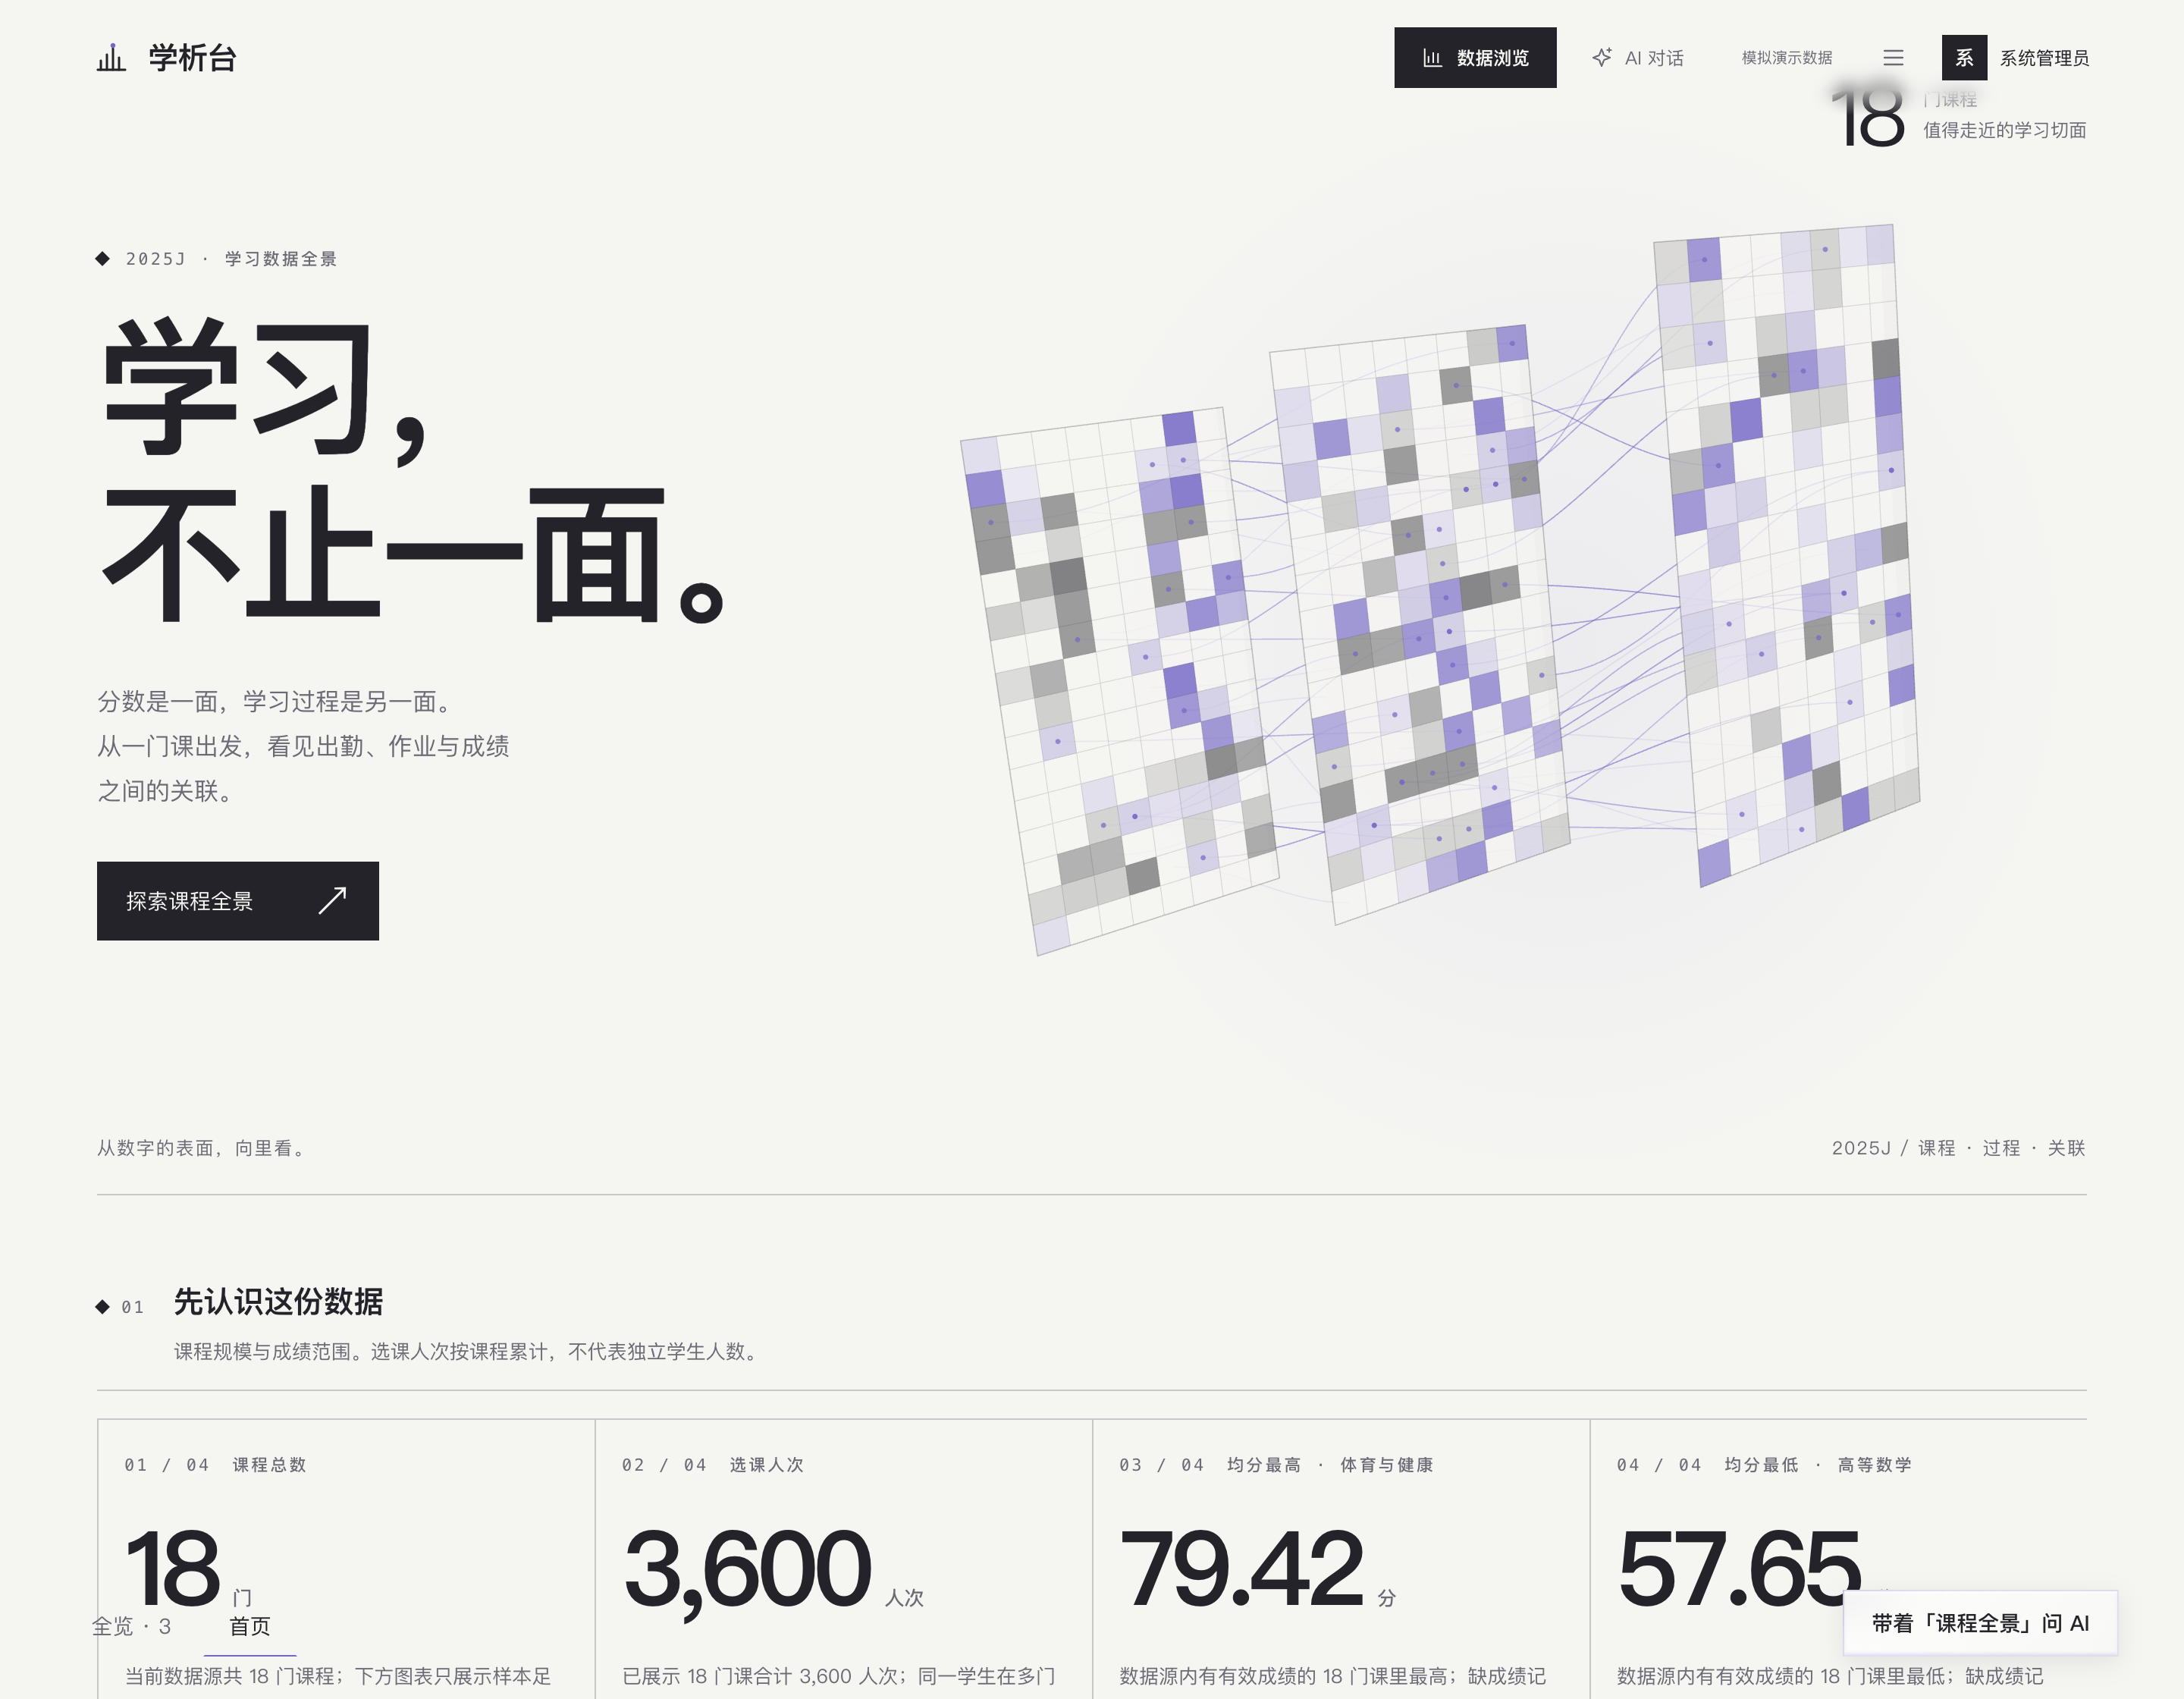 学析台
数据浏览
AI 对话
模拟演示数据
系
系统管理员
18
门课程
值得走近的学习切面
2025J · 学习数据全景
学习，
不止一面。
分数是一面，学习过程是另一面。
从一门课出发，看见出勤、作业与成绩
之间的关联。
探索课程全景
从数字的表面，向里看。
2025J / 课程 · 过程 · 关联
01 先认识这份数据
课程规模与成绩范围。选课人次按课程累计，不代表独立学生人数。
01 / 04 课程总数
18 门
当前数据源共 18 门课程；下方图表只展示样本足
02 / 04 选课人次
3,600 人次
已展示 18 门课合计 3,600 人次；同一学生在多门
03 / 04 均分最高 · 体育与健康
79.42 分
数据源内有有效成绩的 18 门课里最高；缺成绩记
04 / 04 均分最低 · 高等数学
57.65
数据源内有有效成绩的 18 门课里最低；缺成绩记
全览 · 3
首页
带着「课程全景」问 AI